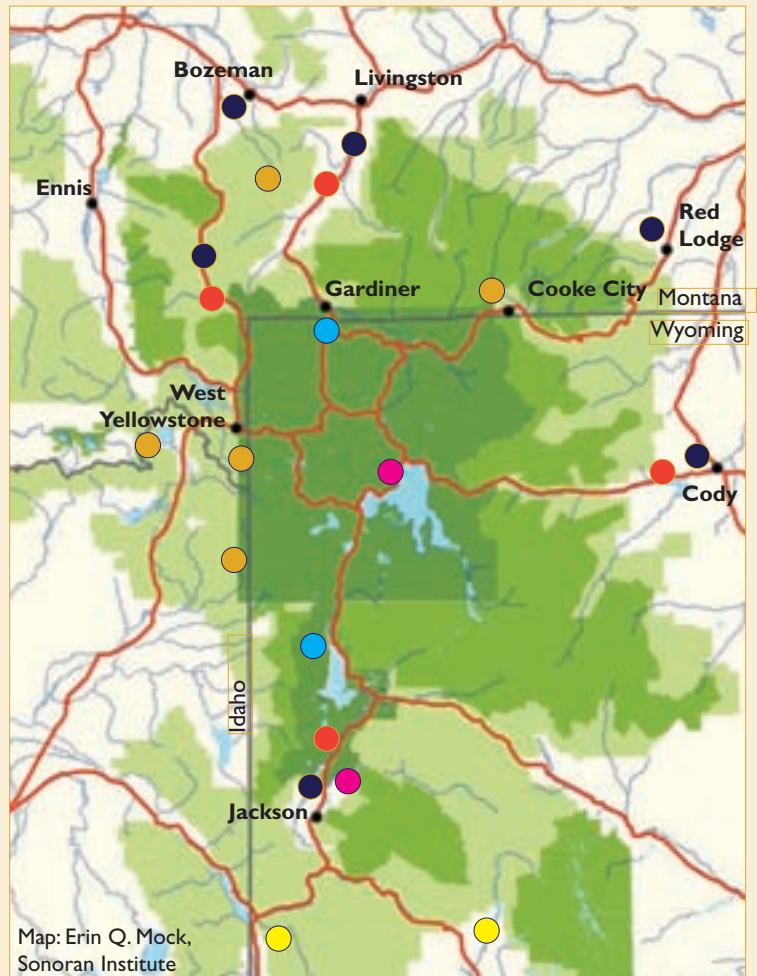 Bozeman
Livingston
Ennis
Red
Lodge
Gardiner
Cooke City
Montana
Wyoming
West
Yellowstone
Cody
Idaho
Jackson
Map: Erin Q. Mock,
Sonoran Institute